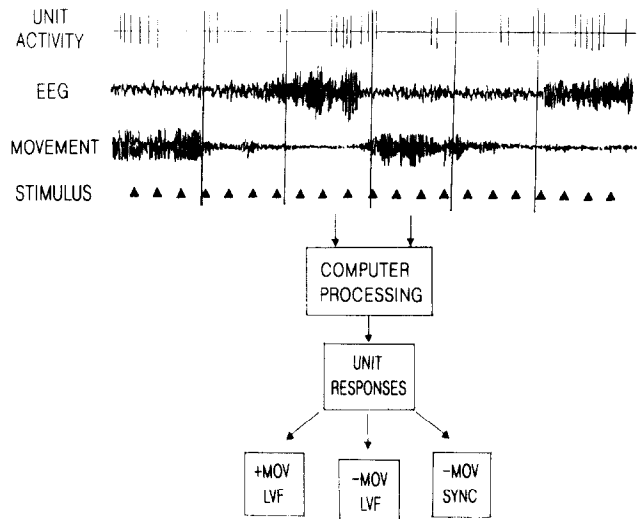 UNIT
ACTIVITY
EEG
MOVEMENT
STIMULUS
COMPUTER
PROCESSING
UNIT
RESPONSES
+MOV
LVF
−MOV
LVF
−MOV
SYNC